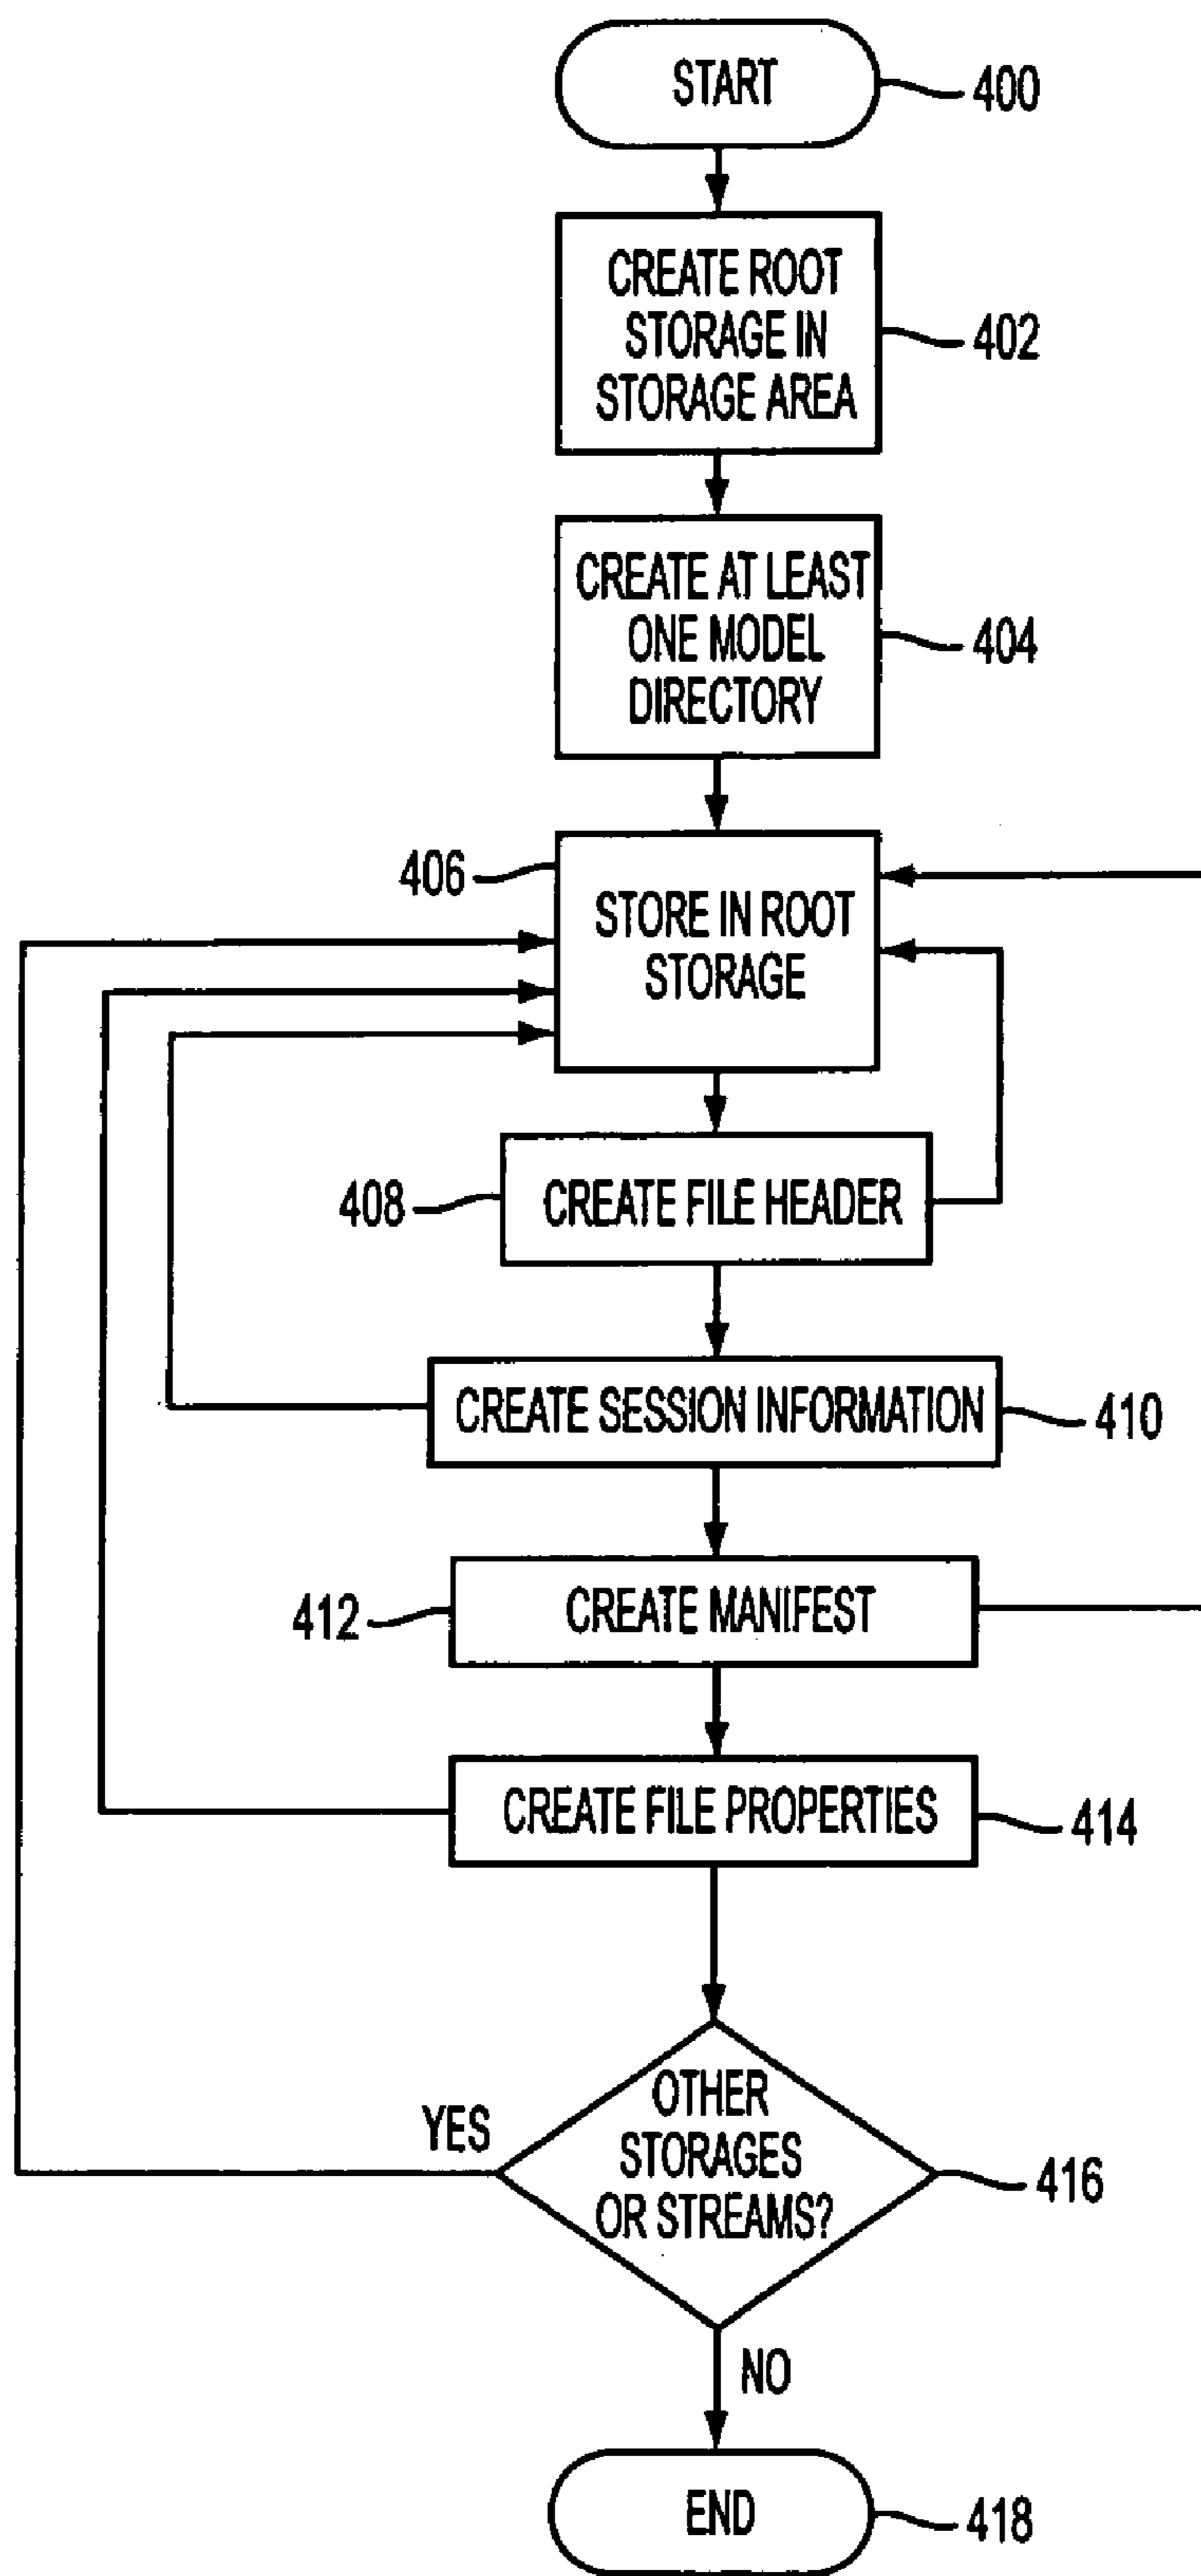 START
400
CREATE ROOT
STORAGE IN
STORAGE AREA
402
CREATE AT LEAST
ONE MODEL
DIRECTORY
404
406
STORE IN ROOT
STORAGE
408
CREATE FILE HEADER
CREATE SESSION INFORMATION
410
412
CREATE MANIFEST
CREATE FILE PROPERTIES
414
YES
OTHER
STORAGES
OR STREAMS?
416
NO
END
418